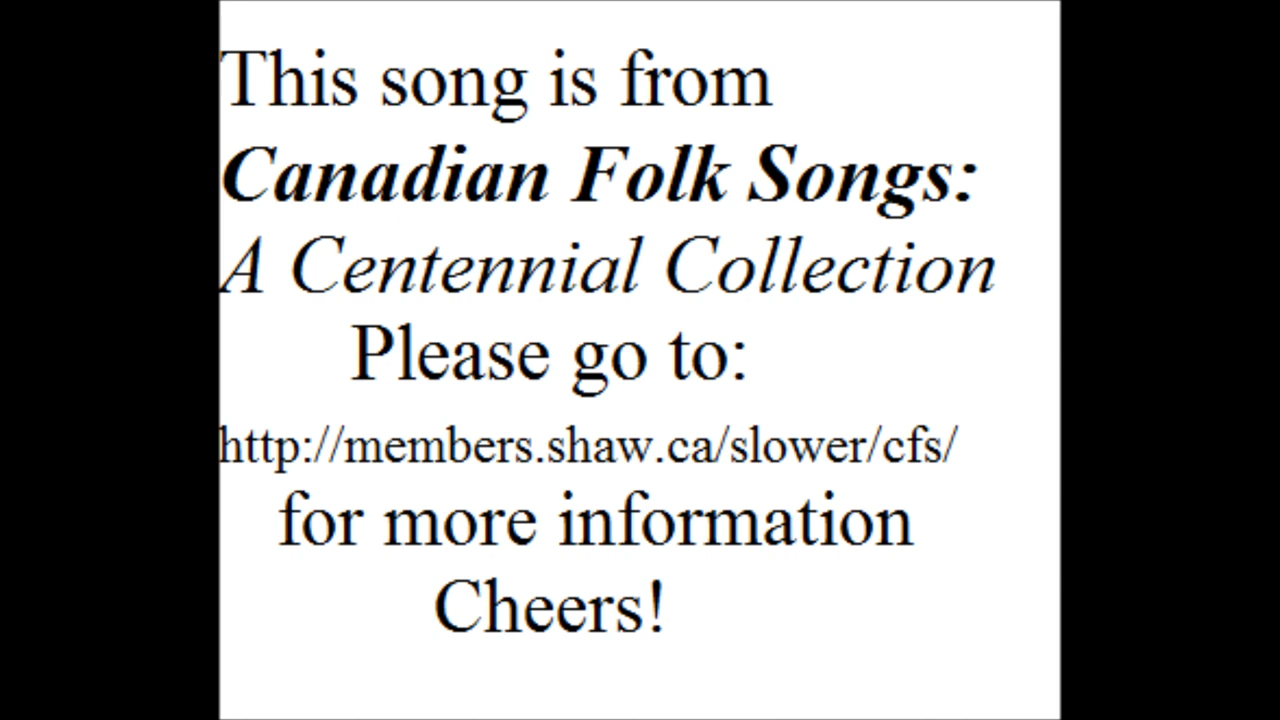 This song is from
Canadian Folk Songs:
A Centennial Collection
Please go to:
http://members.shaw.ca/slower/cfs/
for more information
Cheers!